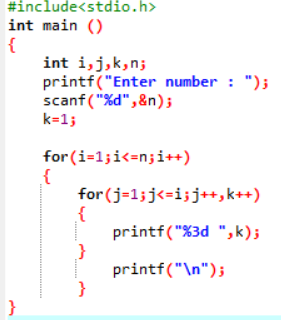 #include<stdio.h>
int main ()
{
    int i,j,k,n;
    printf("Enter number : ");
    scanf("%d",&n);
    k=1;

    for(i=1;i<=n;i++)
    {
        for(j=1;j<=i;j++,k++)
        {
            printf("%3d ",k);
        }
            printf("\n");
        }
}